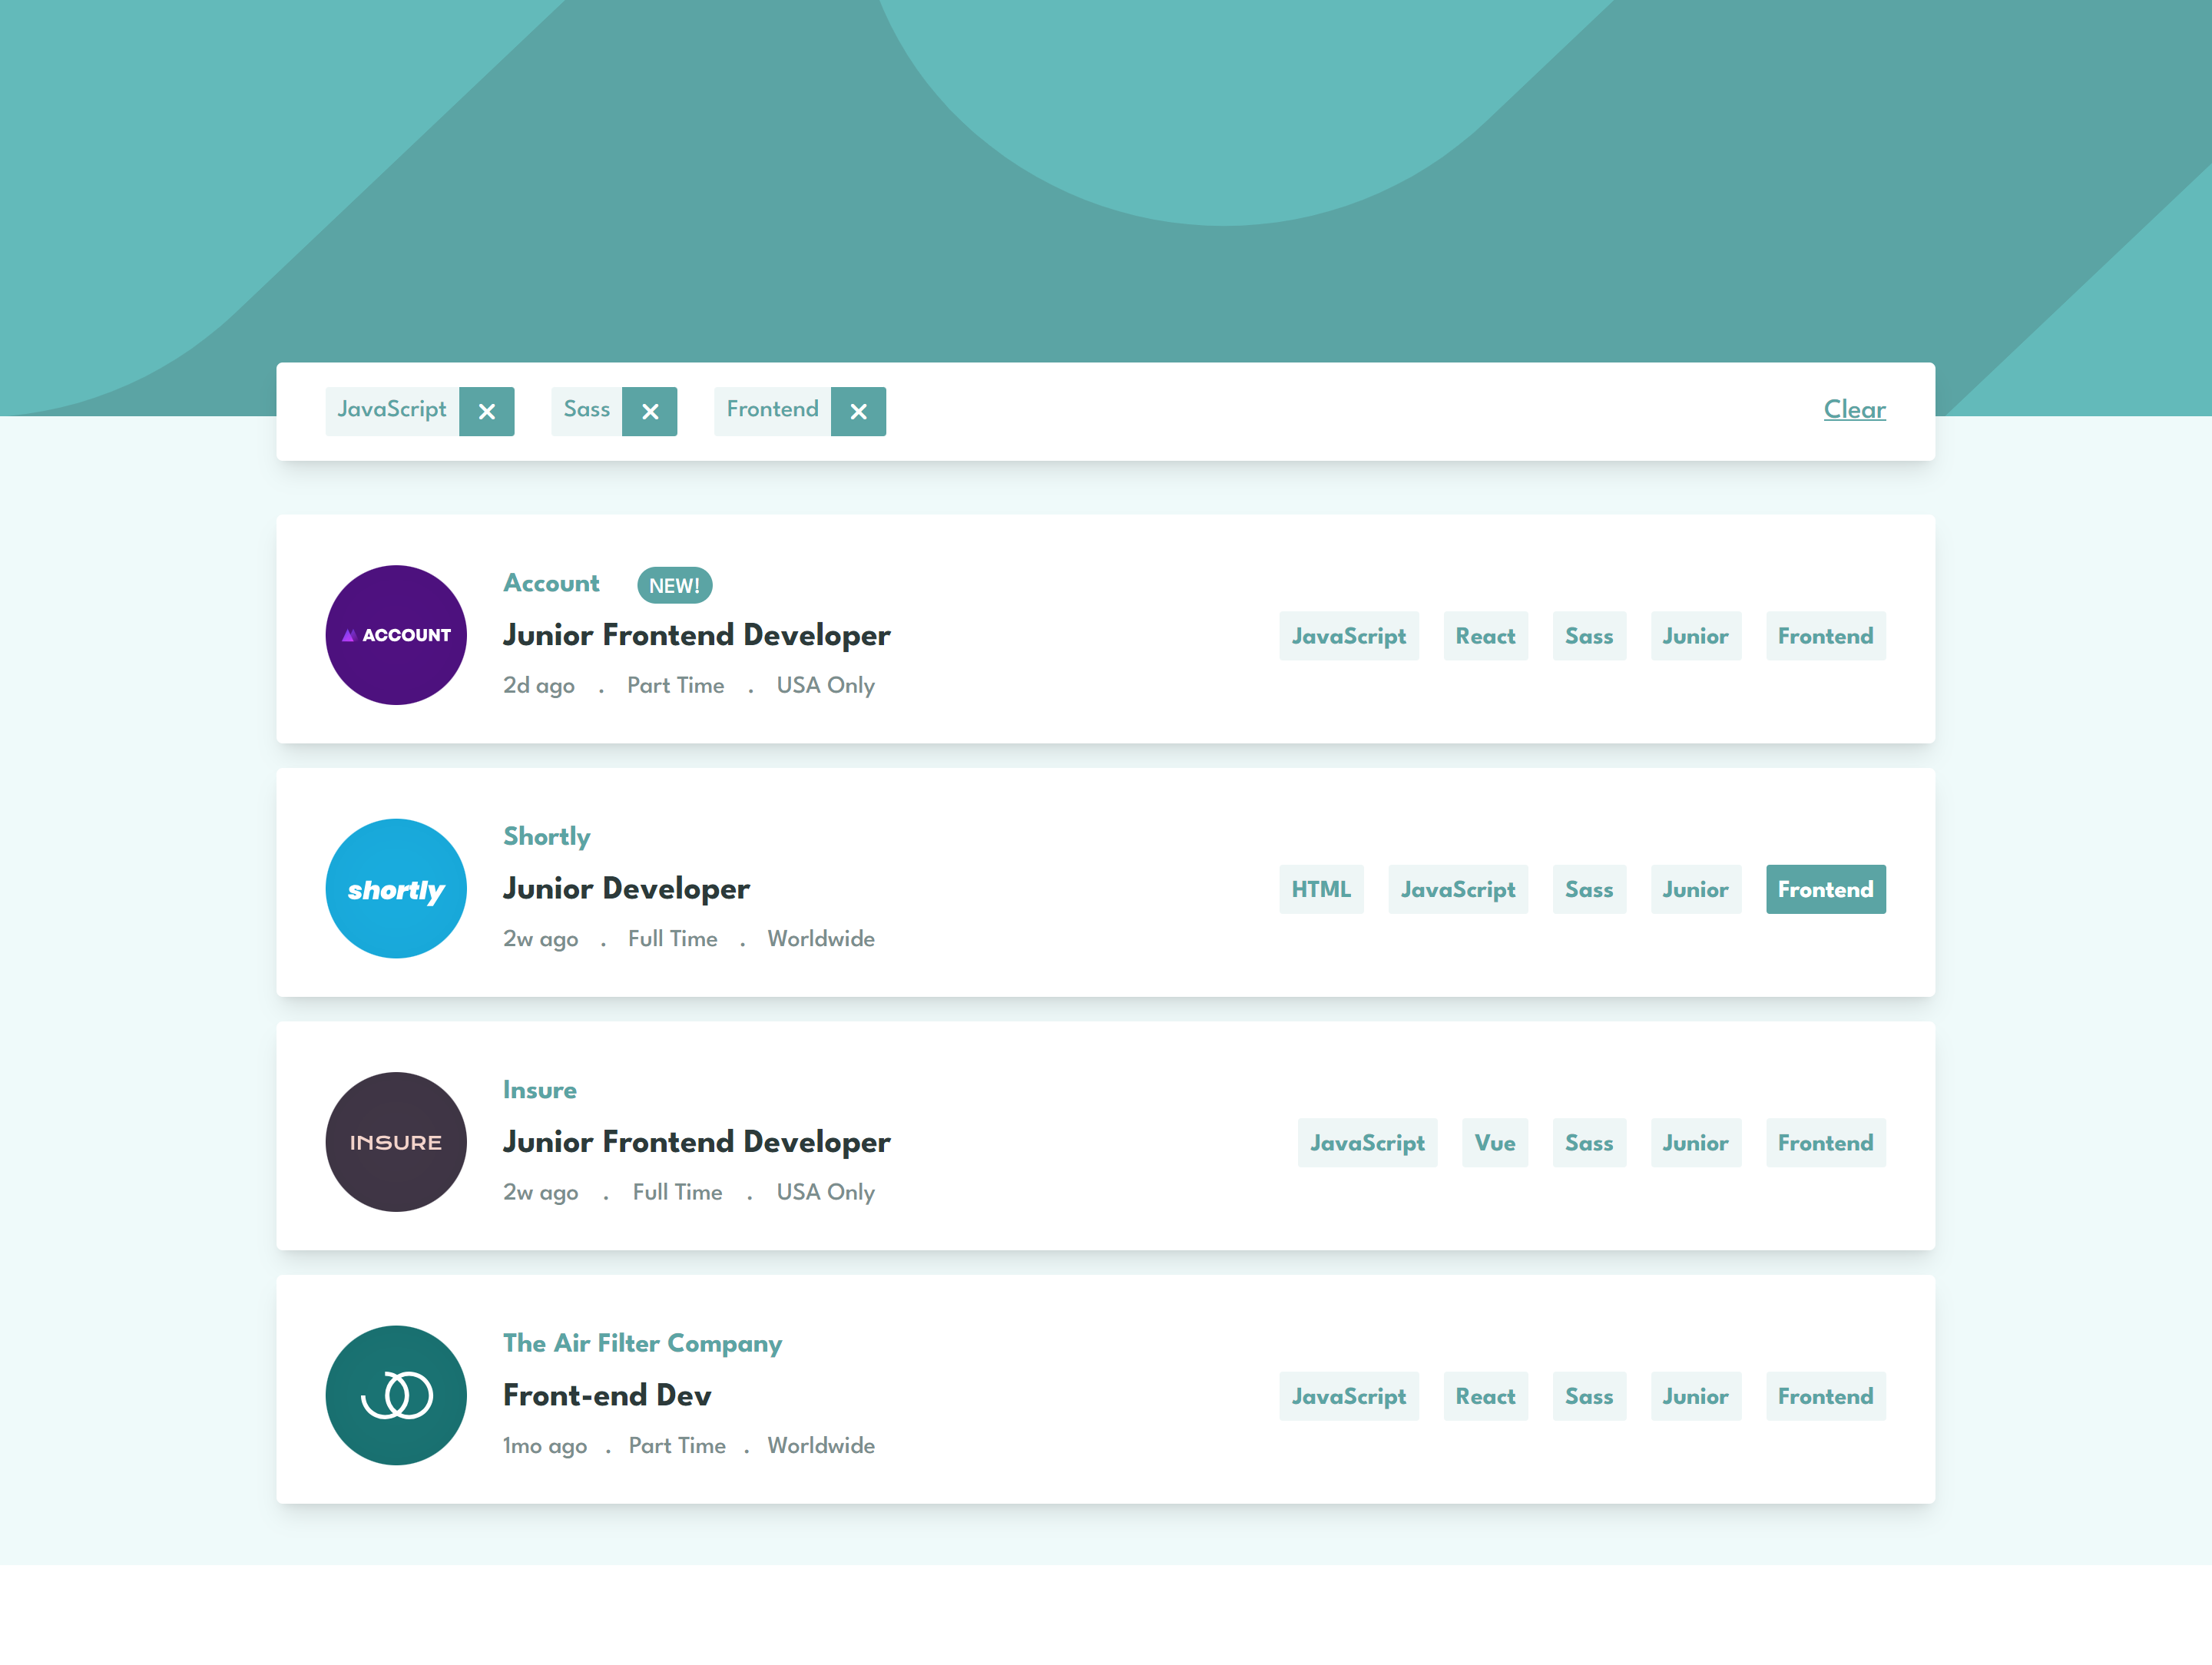 JavaScript Sass Frontend Clear
ACCOUNT
Account NEW!
Junior Frontend Developer
2d ago . Part Time . USA Only
JavaScript React Sass Junior Frontend
shortly
Shortly
Junior Developer
2w ago . Full Time . Worldwide
HTML JavaScript Sass Junior Frontend
INSURE
Insure
Junior Frontend Developer
2w ago . Full Time . USA Only
JavaScript Vue Sass Junior Frontend
The Air Filter Company
Front-end Dev
1mo ago . Part Time . Worldwide
JavaScript React Sass Junior Frontend